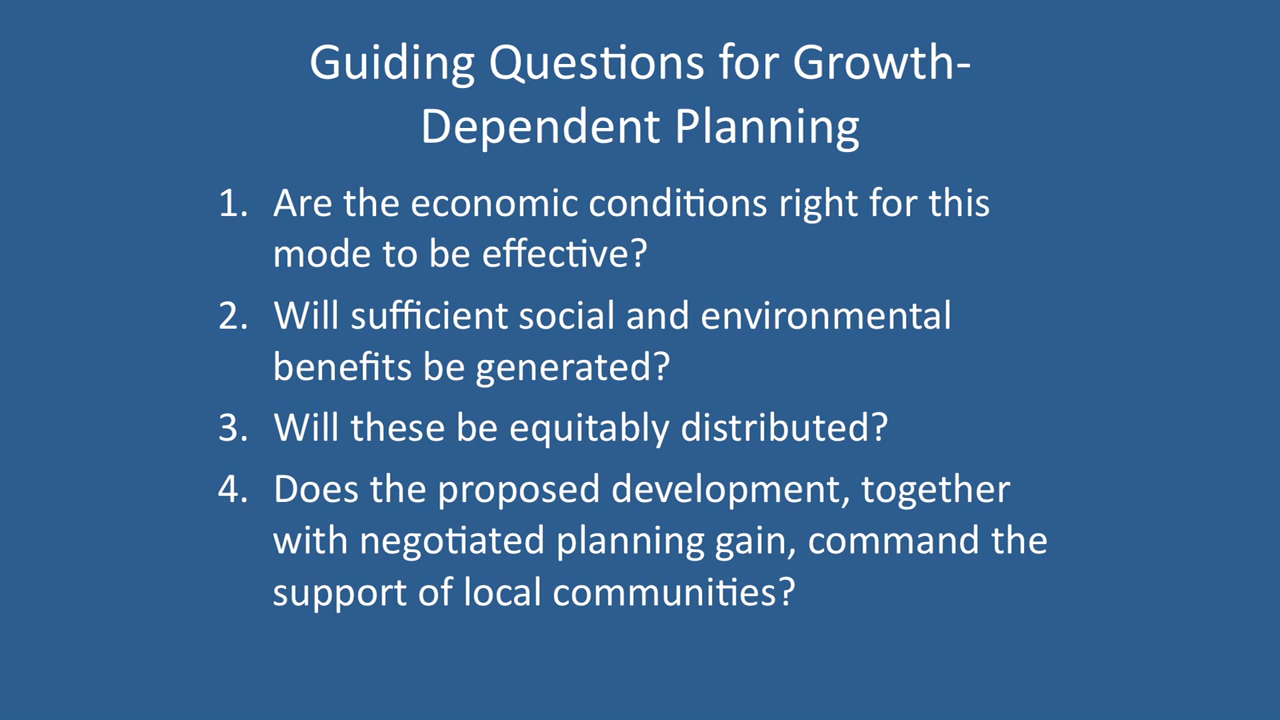 Guiding Questions for Growth-
Dependent Planning
1. Are the economic conditions right for this
mode to be effective?
2. Will sufficient social and environmental
benefits be generated?
3. Will these be equitably distributed?
4. Does the proposed development, together
with negotiated planning gain, command the
support of local communities?